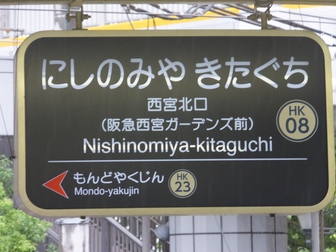 にしのみや きたぐち
西宮北口
(阪急西宮ガーデンズ前)
HK
08
Nishinomiya-kitaguchi
もんどやくじん
Mondo-yakujin
HK
23